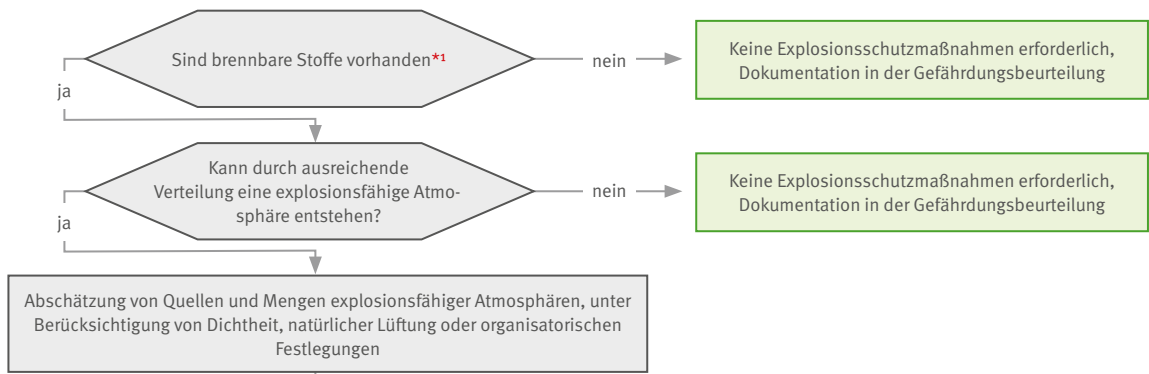 Sind brennbare Stoffe vorhanden*¹
nein
Keine Explosionsschutzmaßnahmen erforderlich,
Dokumentation in der Gefährdungsbeurteilung
ja
Kann durch ausreichende
Verteilung eine explosionsfähige Atmo-
sphäre entstehen?
nein
Keine Explosionsschutzmaßnahmen erforderlich,
Dokumentation in der Gefährdungsbeurteilung
ja
Abschätzung von Quellen und Mengen explosionsfähiger Atmosphären, unter
Berücksichtigung von Dichtheit, natürlicher Lüftung oder organisatorischen
Festlegungen